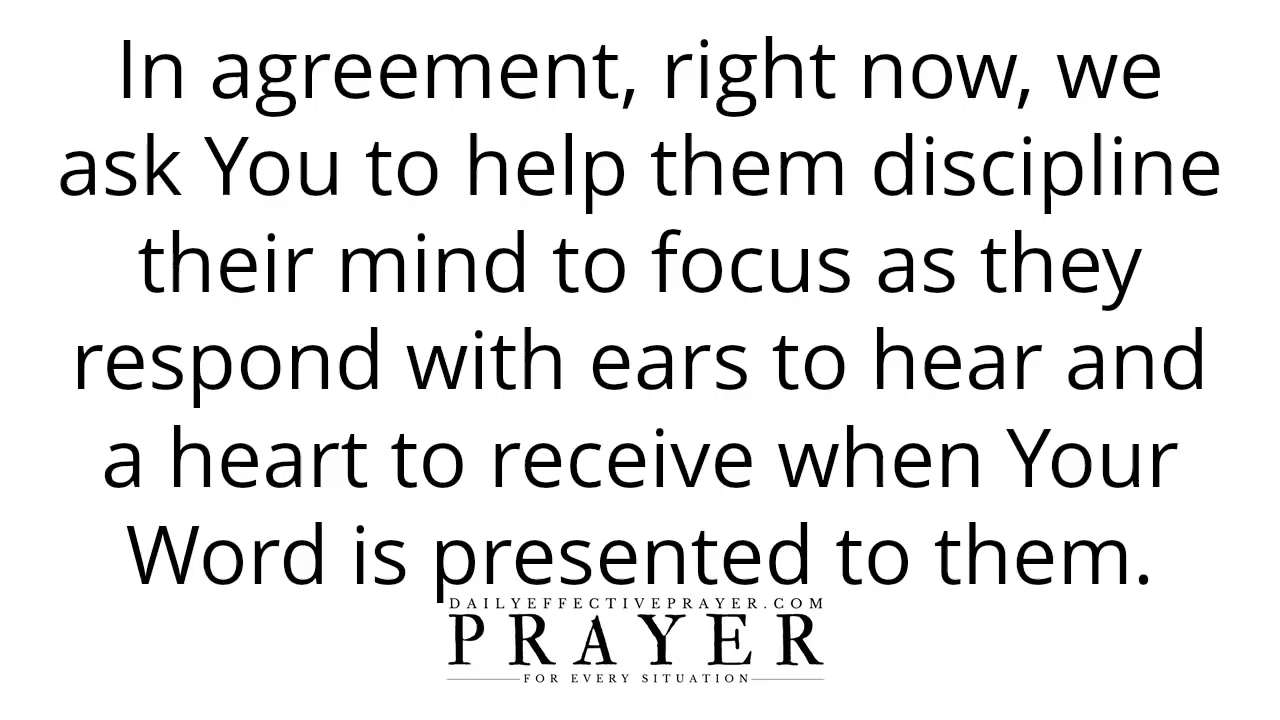 In agreement, right now, we
ask You to help them discipline
their mind to focus as they
respond with ears to hear and
a heart to receive when Your
Word is presented to them.
DAILYEFFECTIVEPRAYER.COM
PRAYER
FOR EVERY SITUATION